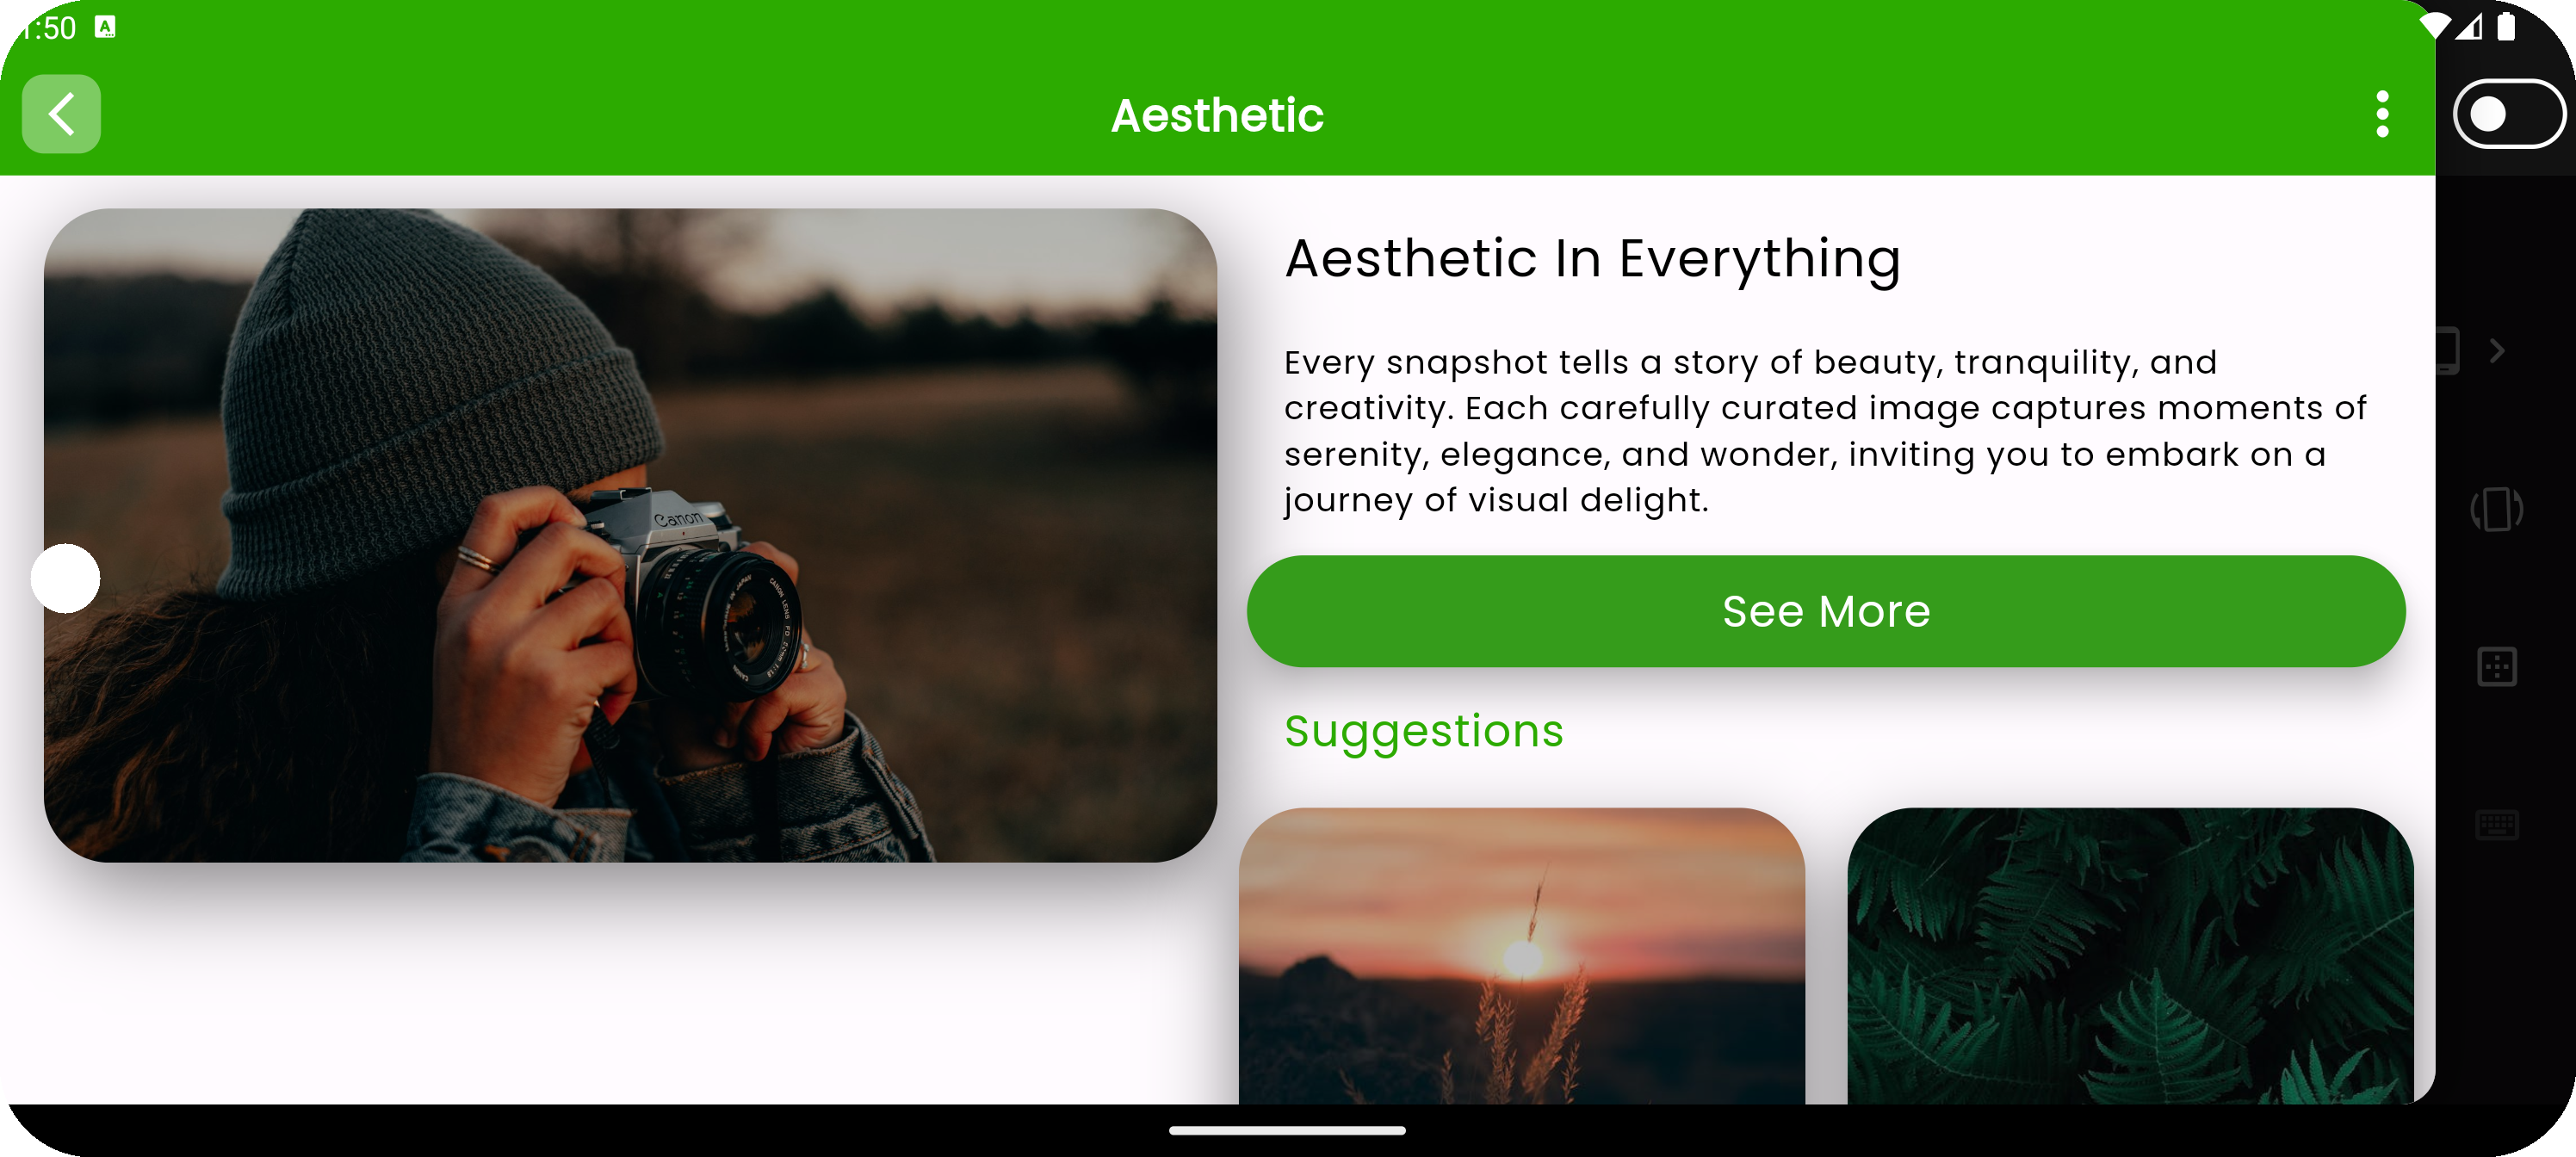 :50
Aesthetic
Canon
Aesthetic In Everything
Every snapshot tells a story of beauty, tranquility, and
creativity. Each carefully curated image captures moments of
serenity, elegance, and wonder, inviting you to embark on a
journey of visual delight.
See More
Suggestions